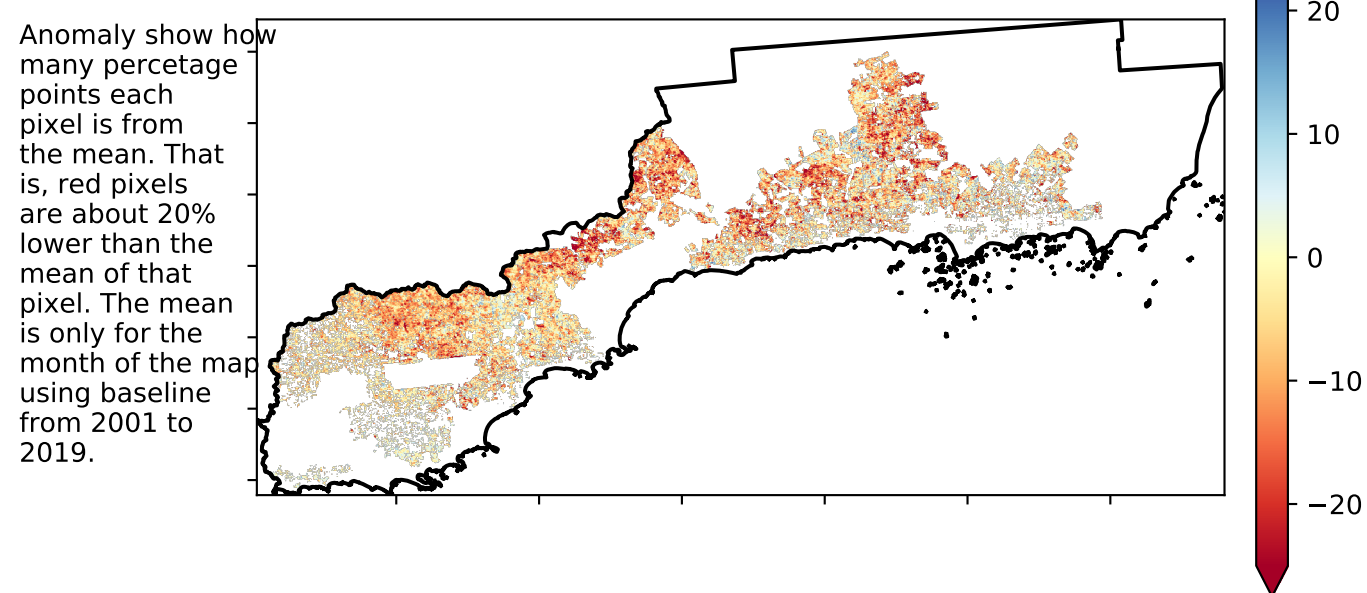 Anomaly show how
many percetage
points each
pixel is from
the mean. That
is, red pixels
are about 20%
lower than the
mean of that
pixel. The mean
is only for the
month of the map
using baseline
from 2001 to
2019.
20
10
0
−10
−20